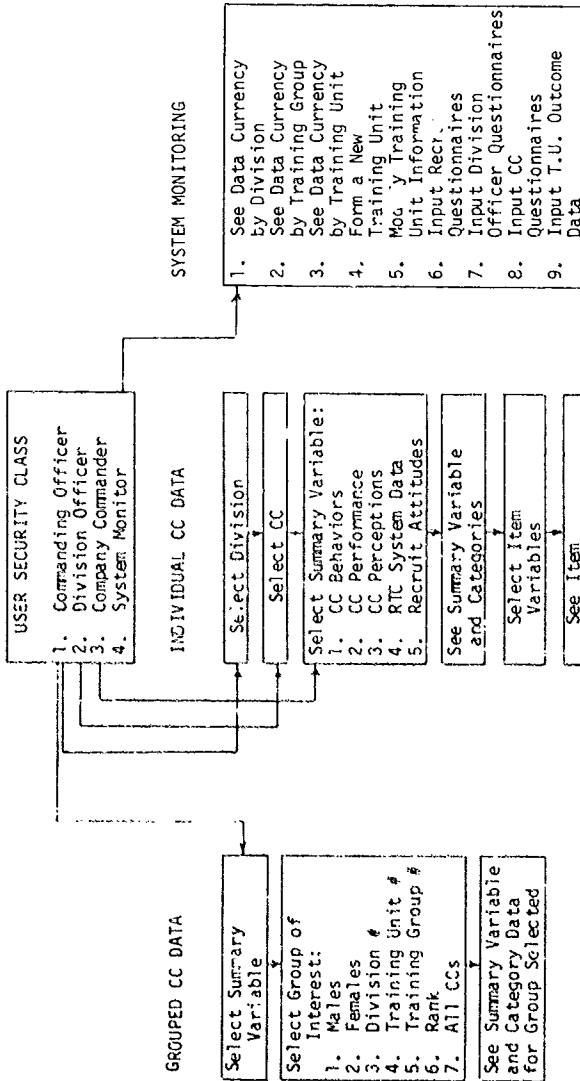 USER SECURITY CLASS
1. Commanding Officer
2. Division Officer
3. Company Commander
4. System Monitor
GROUPED CC DATA
Select Summary
Variable
Select Group of
Interest:
1. Males
2. Females
3. Division #
4. Training Unit #
5. Training Group #
6. Rank
7. All CCs
See Summary Variable
and Category Data
for Group Selected
INDIVIDUAL CC DATA
Select Division
Select CC
Select Summary Variable:
1. CC Behaviors
2. CC Performance
3. CC Perceptions
4. RTC System Data
5. Recruit Attitudes
See Summary Variable
and Categories
Select Item
Variables
See Item
SYSTEM MONITORING
1. See Data Currency
by Division
2. See Data Currency
by Training Group
3. See Data Currency
by Training Unit
4. Form a New
Training Unit
5. Training
Unit Information
6. Input
Questionnaires
7. Input Division
Officer Questionnaires
8. Input CC
Questionnaires
9. Input T.U. Outcome
Data